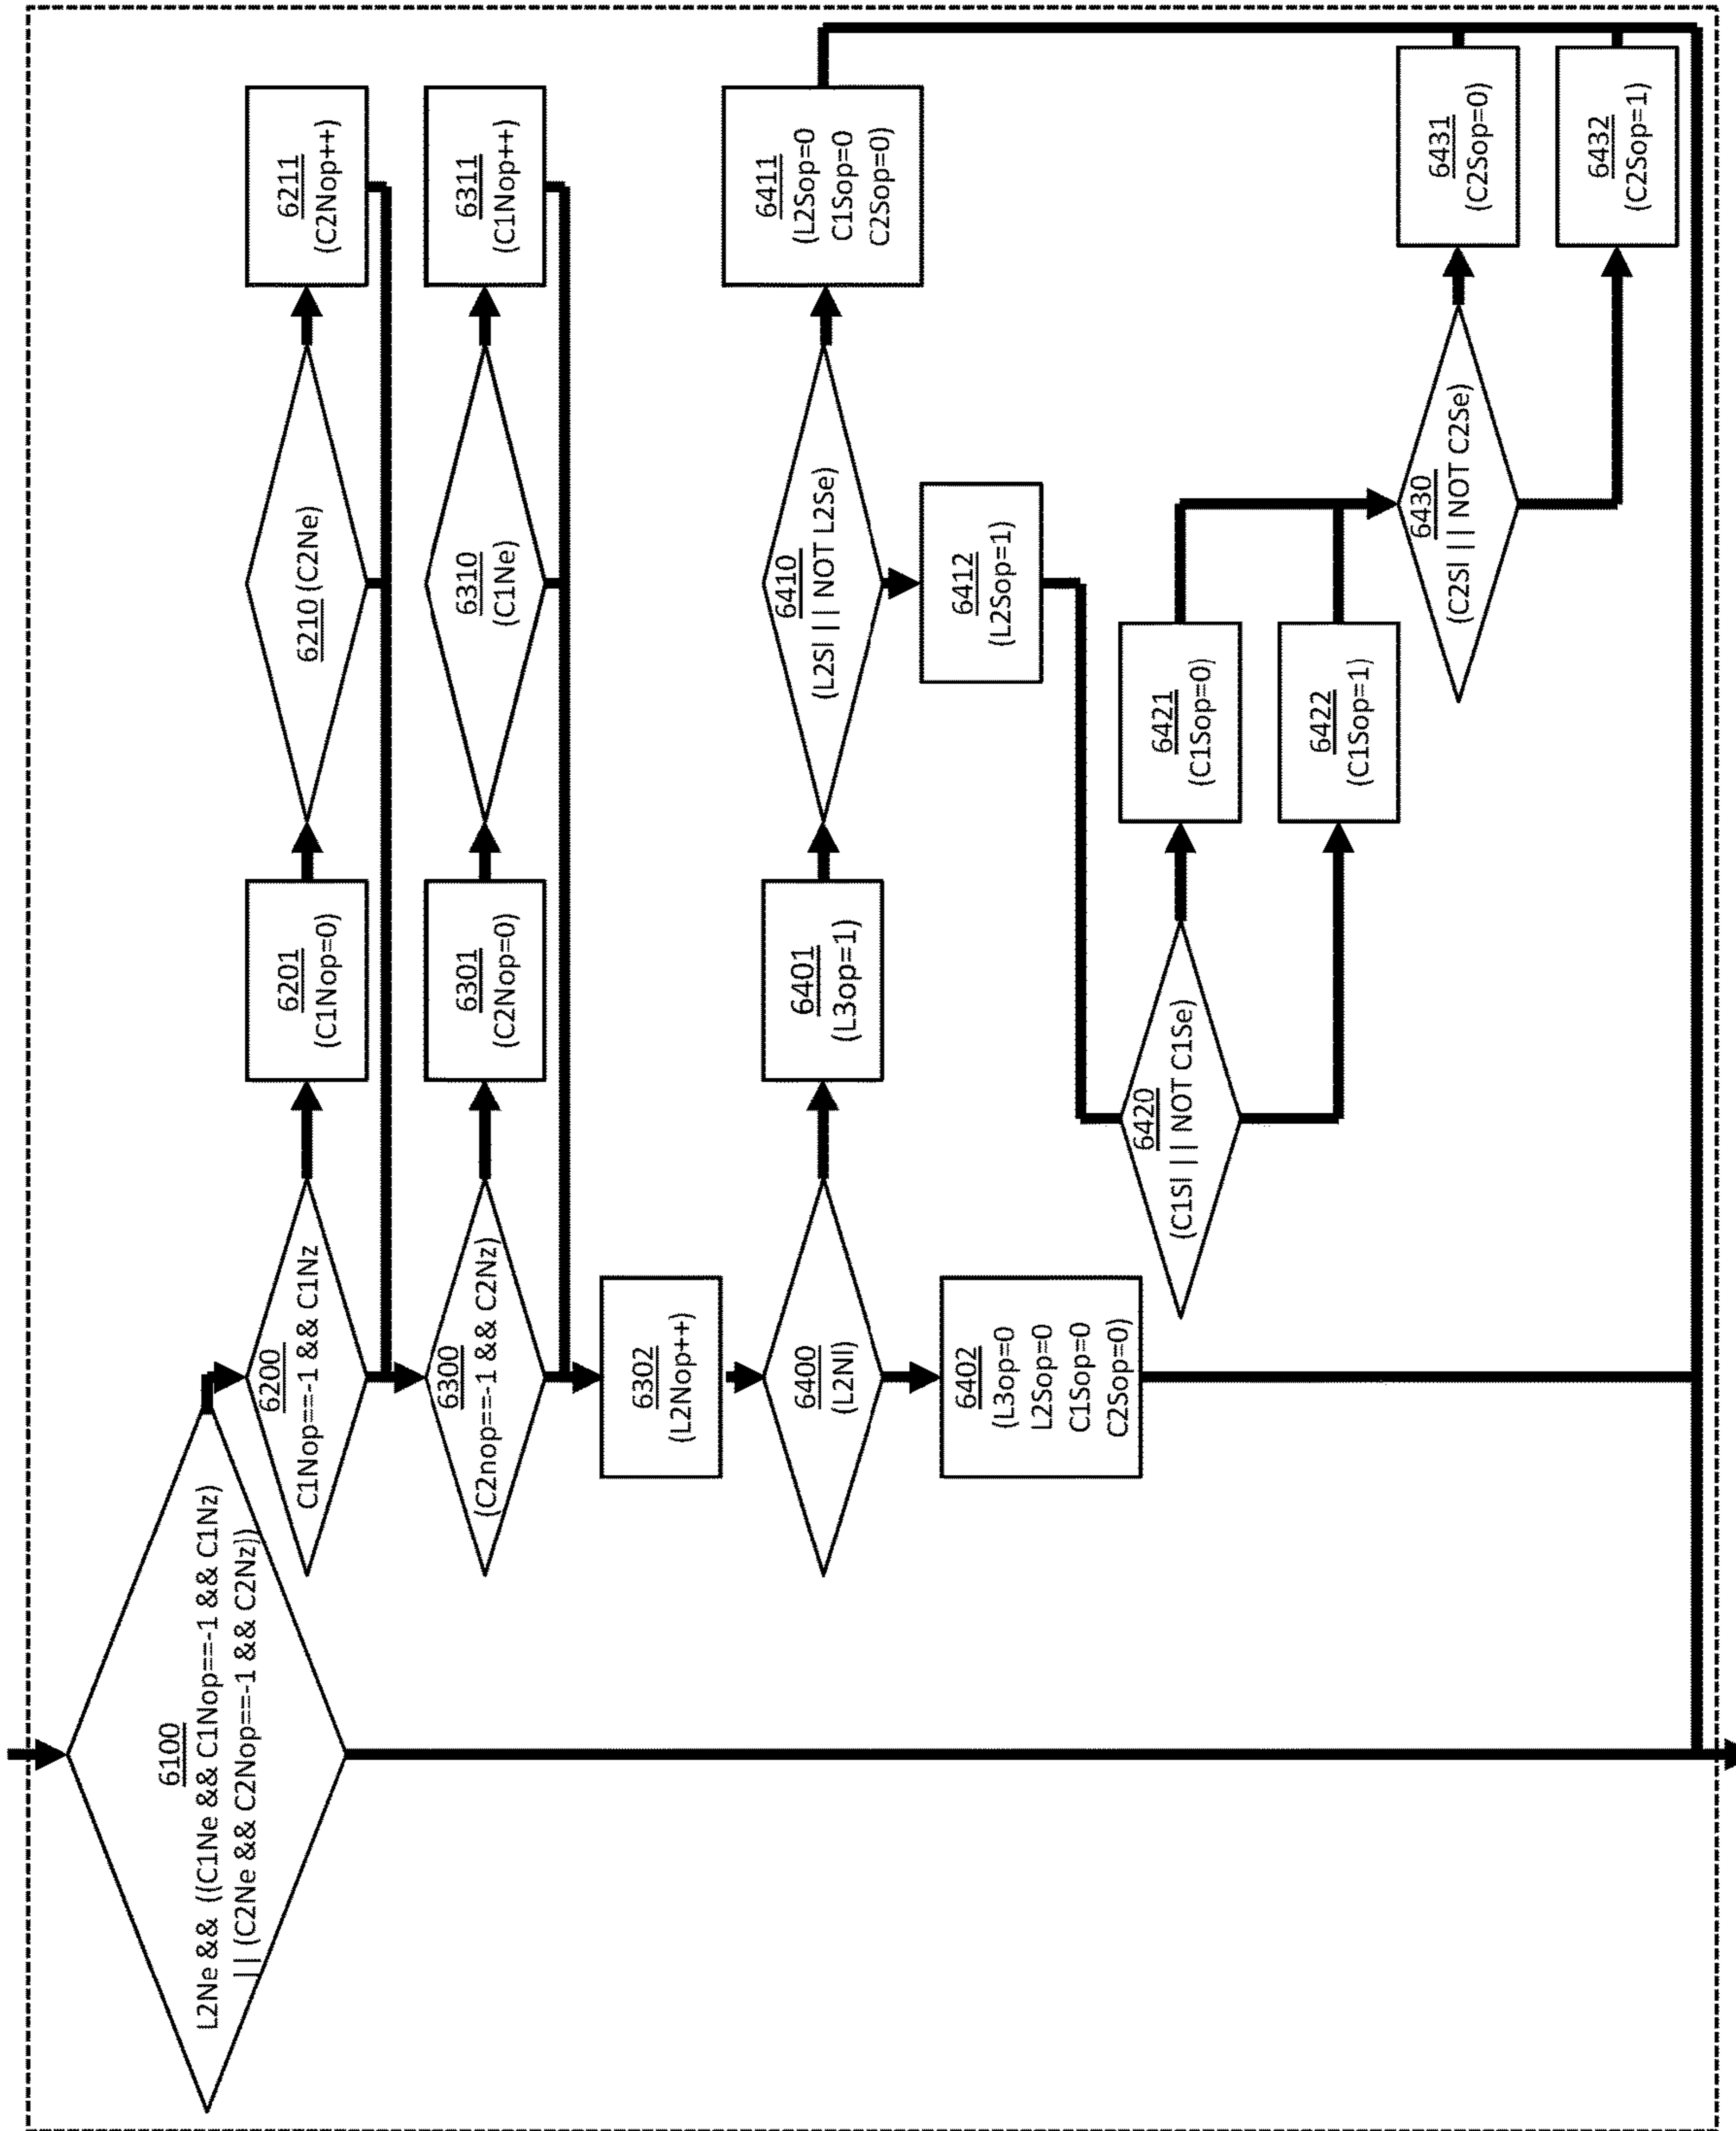 6100
L2Ne && ((C1Ne && C1Nop==-1 && C1Nz)
|| (C2Ne && C2Nop==-1 && C2Nz))
6200
C1Nop==-1 && C1Nz
6201
(C1Nop=0)
6210 (C2Ne)
6211
(C2Nop++)
6300
(C2nop==-1 && C2Nz)
6301
(C2Nop=0)
6310
(C1Ne)
6311
(C1Nop++)
6302
(L2Nop++)
6400
(L2Nl)
6401
(L3op=1)
6410
(L2Sl || NOT L2Se)
6411
(L2Sop=0
C1Sop=0
C2Sop=0)
6402
(L3op=0
L2Sop=0
C1Sop=0
C2Sop=0)
6412
(L2Sop=1)
6420
(C1Sl || NOT C1Se)
6421
(C1Sop=0)
6422
(C1Sop=1)
6430
(C2Sl || NOT C2Se)
6431
(C2Sop=0)
6432
(C2Sop=1)